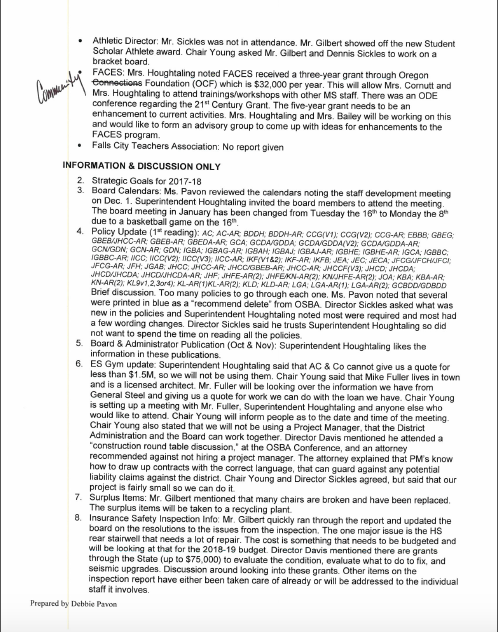 • Athletic Director: Mr. Sickles was not in attendance. Mr. Gilbert showed off the new Student
Scholar Athlete award. Chair Young asked Mr. Gilbert and Dennis Sickles to work on a
bracket board.
• FACES: Mrs. Houghtaling noted FACES received a three-year grant through Oregon
Community
Connections Foundation (OCF) which is $32,000 per year. This will allow Mrs. Cornutt and
Mrs. Houghtaling to attend trainings/workshops with other MS staff. There was an ODE
conference regarding the 21st Century Grant. The five-year grant needs to be an
enhancement to current activities. Mrs. Houghtaling and Mrs. Bailey will be working on this
and would like to form an advisory group to come up with ideas for enhancements to the
FACES program.
• Falls City Teachers Association: No report given
INFORMATION & DISCUSSION ONLY
2. Strategic Goals for 2017-18
3. Board Calendars: Ms. Pavon reviewed the calendars noting the staff development meeting
on Dec. 1. Superintendent Houghtaling invited the board members to attend the meeting.
The board meeting in January has been changed from Tuesday the 16th to Monday the 8th
due to a basketball game on the 16th.
4. Policy Update (1st reading): AC; AC-AR; BDDH; BDDH-AR; CCG(V1); CCG(V2); CCG-AR; EBBB; GBEG;
GBEB/JHCC-AR; GBEB-AR; GBEDA-AR; GCA; GCDA/GDDA; GCDA/GDDA(V2); GCDA/GDDA-AR;
GCN/GDN; GCN-AR; GDN; IGBA; IGBAG-AR; IGBAH; IGBAJ; IGBAJ-AR; IGBHE; IGBHE-AR; IGCA; IGBBC;
IGBBC-AR; IICC; IICC(V2); IICC(V3); IICC-AR; IKF(V1&2); IKF-AR; IKFB; JEA; JEC; JECA; JFCG/JFCH/JFCI;
JFCG-AR; JFH; JGAB; JHCC; JHCC-AR; JHCC/GBEB-AR; JHCC-AR; JHCCF(V3); JHCD; JHCDA;
JHCD/JHCDA; JHCD/JHCDA-AR; JHF; JHFE-AR(2); JHFE/KN-AR(2); KN/JHFE-AR(2); JOA; KBA; KBA-AR;
KN-AR(2); KL9v1,2,3or4); KL-AR(1)KL-AR(2); KLD; KLD-AR; LGA; LGA-AR(1); LGA-AR(2); GCBDD/GDBDD
Brief discussion. Too many policies to go through each one. Ms. Pavon noted that several
were printed in blue as a “recommend delete” from OSBA. Director Sickles asked what was
new in the policies and Superintendent Houghtaling noted most were required and most had
a few wording changes. Director Sickles said he trusts Superintendent Houghtaling so did
not want to spend the time on reading all the policies.
5. Board & Administrator Publication (Oct & Nov): Superintendent Houghtaling likes the
information in these publications.
6. ES Gym update: Superintendent Houghtaling said that AC & Co cannot give us a quote for
less than $1.5M, so we will not be using them. Chair Young said that Mike Fuller lives in town
and is a licensed architect. Mr. Fuller will be looking over the information we have from
General Steel and giving us a quote for work we can do with the loan we have. Chair Young
is setting up a meeting with Mr. Fuller, Superintendent Houghtaling and anyone else who
would like to attend. Chair Young will inform people as to the date and time of the meeting.
Chair Young also stated that we will not be using a Project Manager, that the District
Administration and the Board can work together. Director Davis mentioned he attended a
“construction round table discussion,” at the OSBA Conference, and an attorney
recommended against not hiring a project manager. The attorney explained that PM’s know
how to draw up contracts with the correct language, that can guard against any potential
liability claims against the district. Chair Young and Director Sickles agreed, but said that our
project is fairly small so we can do it.
7. Surplus Items: Mr. Gilbert mentioned that many chairs are broken and have been replaced.
The surplus items will be taken to a recycling plant.
8. Insurance Safety Inspection Info: Mr. Gilbert quickly ran through the report and updated the
board on the resolutions to the issues from the inspection. The one major issue is the HS
rear stairwell that needs a lot of repair. The cost is something that needs to be budgeted and
will be looking at that for the 2018-19 budget. Director Davis mentioned there are grants
through the State (up to $75,000) to evaluate the condition, evaluate what to do to fix, and
seismic upgrades. Discussion around looking into these grants. Other items on the
inspection report have either been taken care of already or will be addressed to the individual
staff it involves.
Prepared by Debbie Pavon